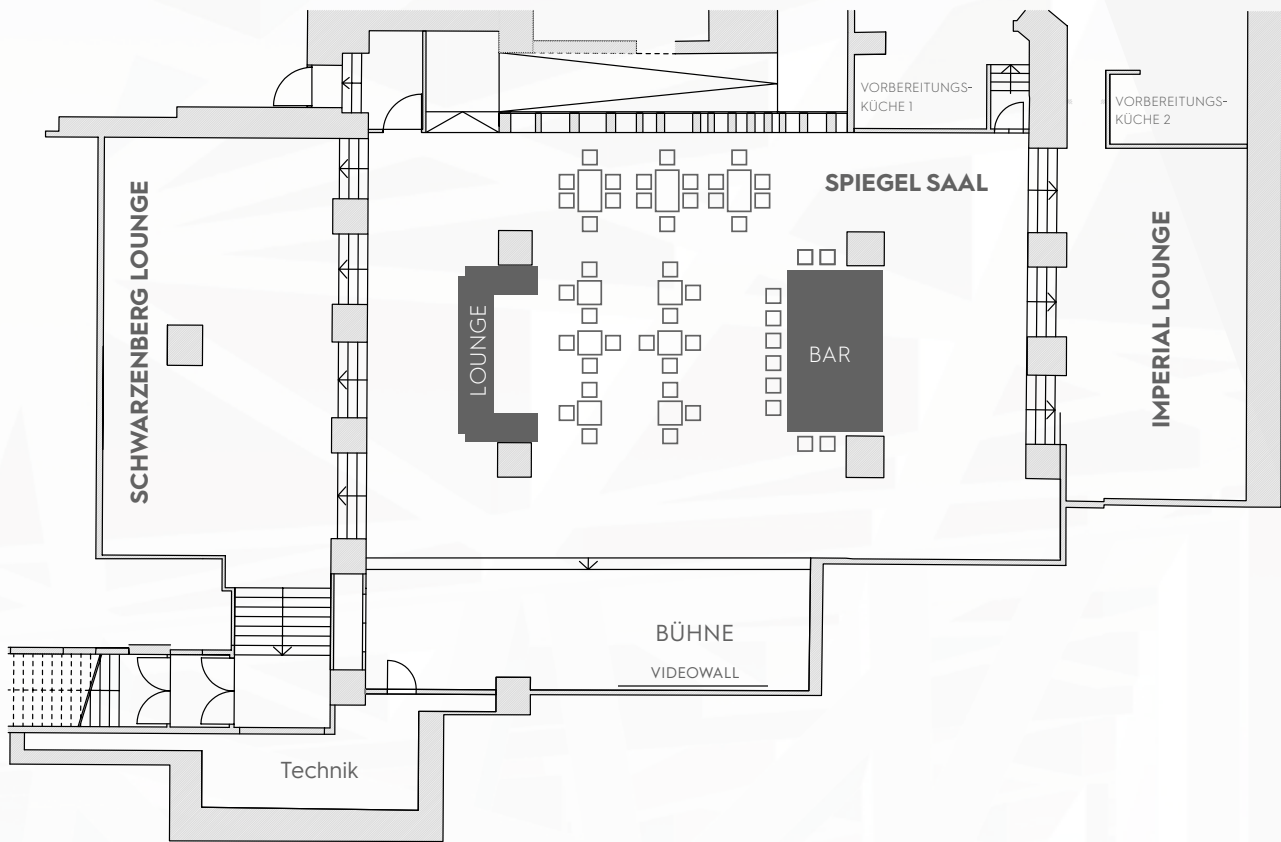 VORBEREITUNGS-
KÜCHE 1
VORBEREITUNGS-
KÜCHE 2
SPIEGEL SAAL
SCHWARZENBERG LOUNGE
IMPERIAL LOUNGE
LOUNGE
BAR
BÜHNE
VIDEOWALL
Technik